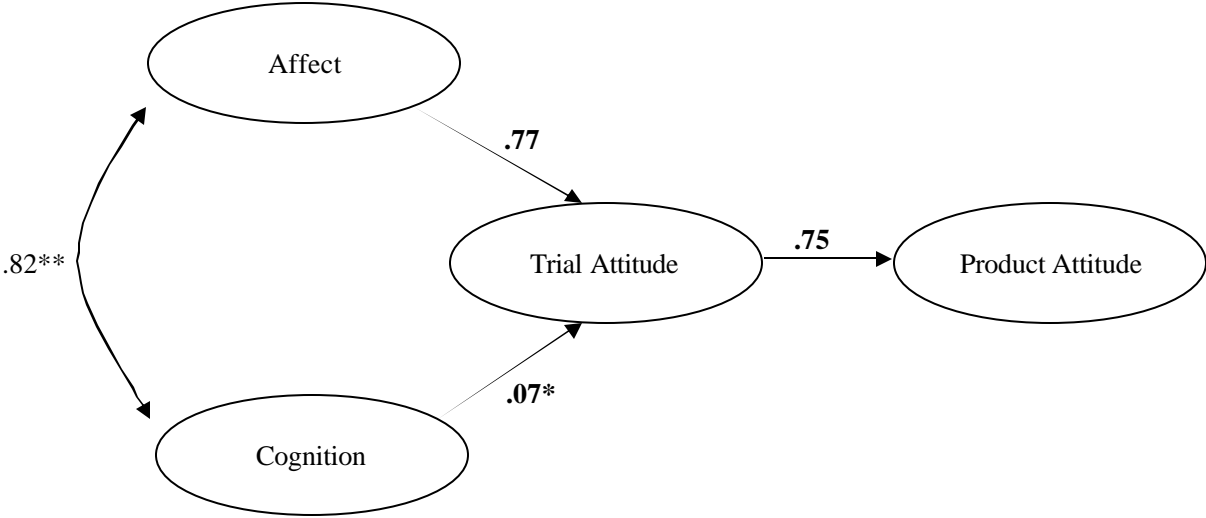 Affect
.77
.82**
Trial Attitude
.75
Product Attitude
.07*
Cognition